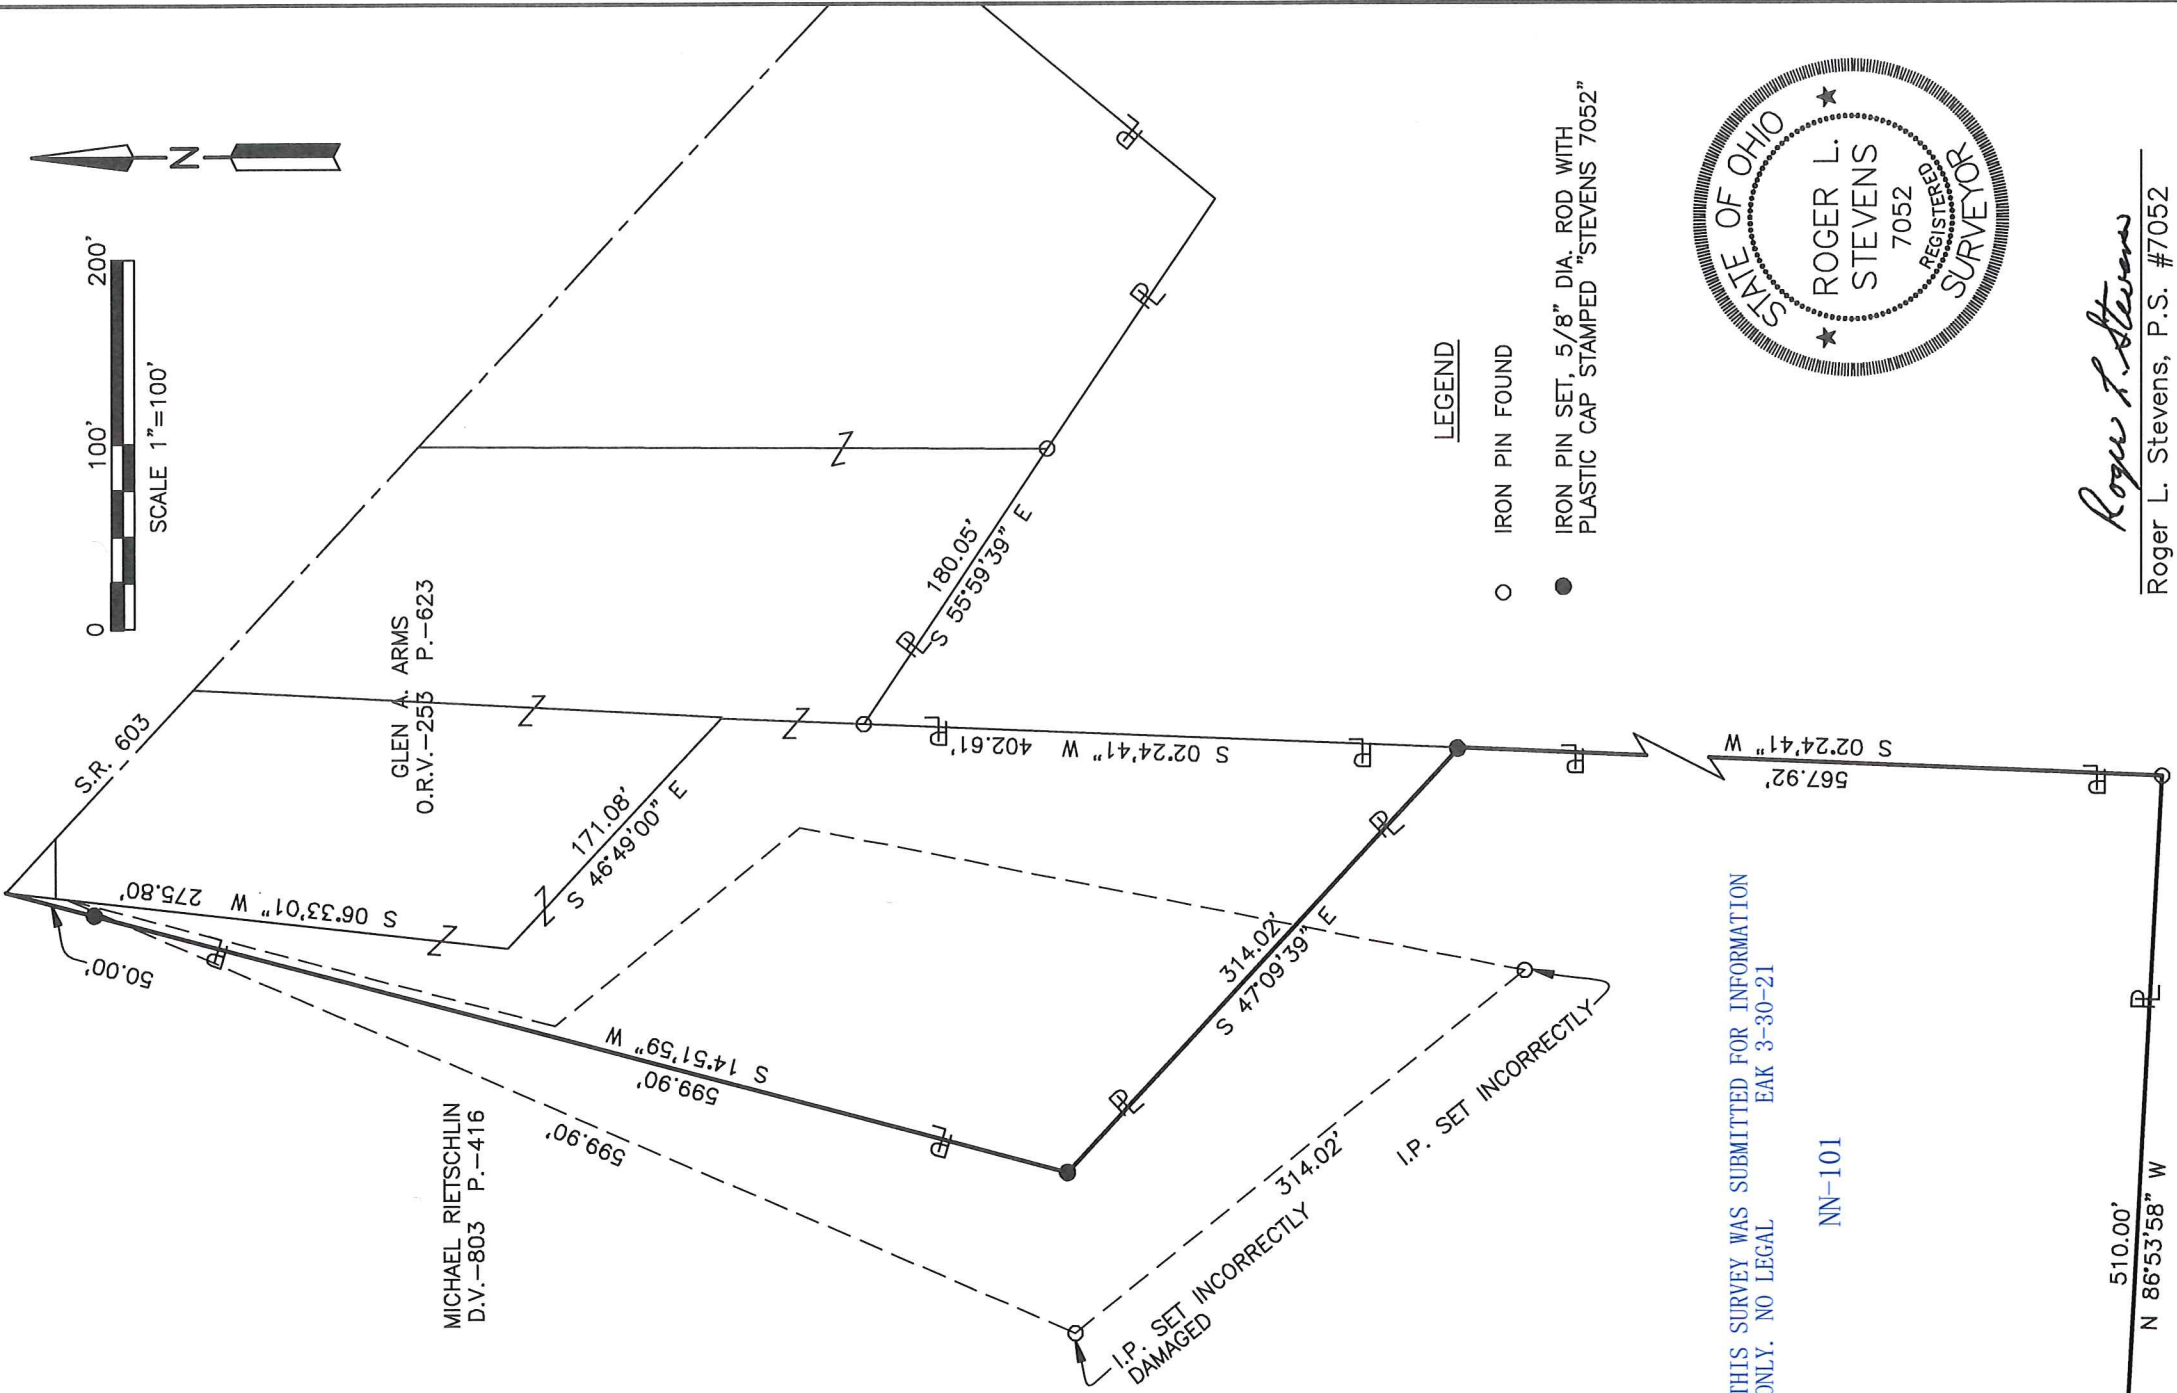 0 100' 200'
SCALE 1"=100'
N
S.R. 603
GLEN A. ARMS
O.R.V.-253 P.-623
S 06°33'01" W 275.80'
50.00'
171.08'
S 46°49'00" E
180.05'
S 55°59'39" E
S 02°24'41" W 402.61'
MICHAEL RIETSCHLIN
D.V.-803 P.-416
S 14°51'59" W
599.90'
599.90'
314.02'
S 47°09'39" E
314.02'
I.P. SET INCORRECTLY
I.P. SET INCORRECTLY
DAMAGED
S 02°24'41" W
567.92'
510.00'
N 86°53'58" W
LEGEND
IRON PIN FOUND
IRON PIN SET, 5/8" DIA. ROD WITH
PLASTIC CAP STAMPED "STEVENS 7052"
STATE OF OHIO
ROGER L.
STEVENS
7052
REGISTERED
SURVEYOR
Roger L. Stevens
Roger L. Stevens, P.S. #7052
THIS SURVEY WAS SUBMITTED FOR INFORMATION
ONLY. NO LEGAL EAK 3-30-21
NN-101